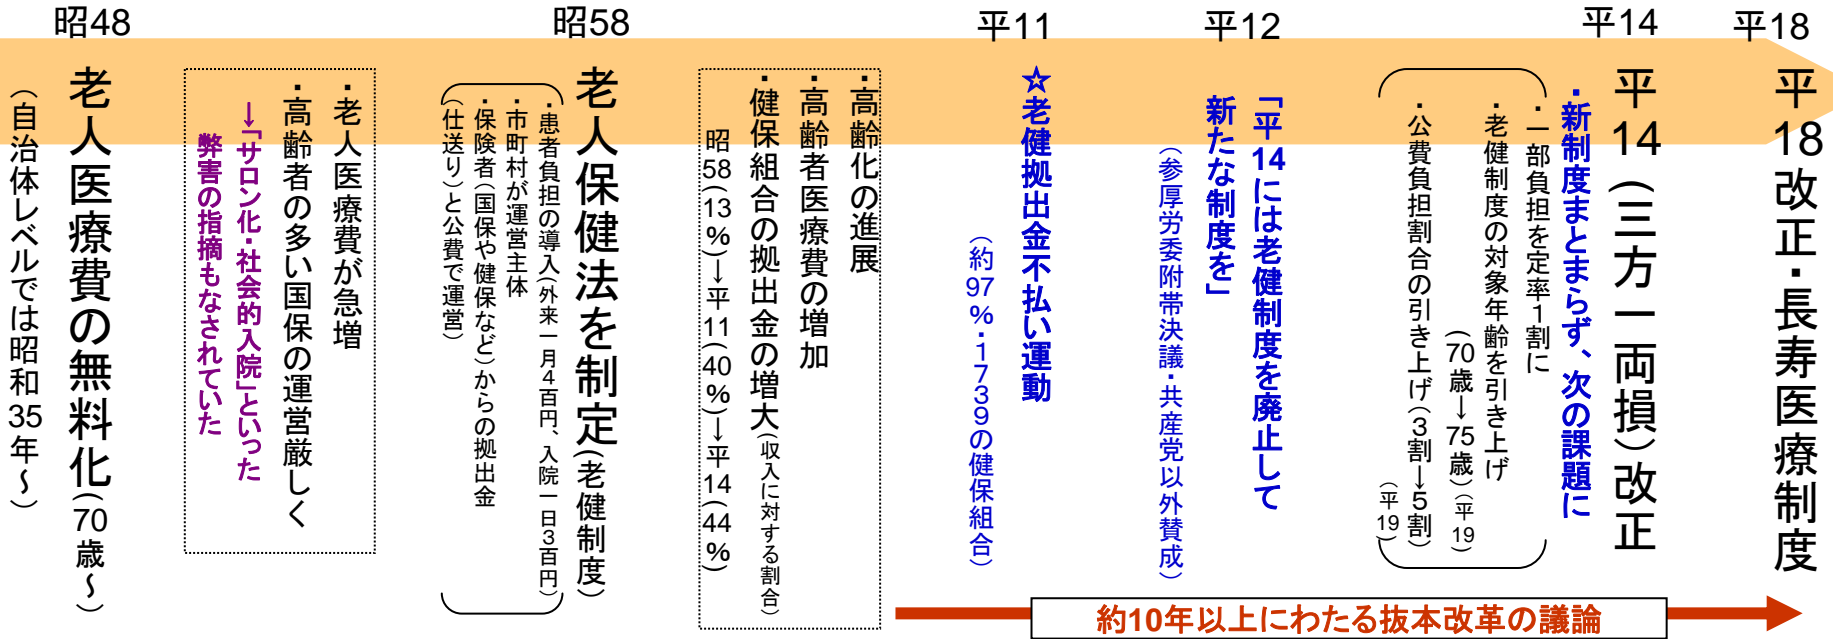 昭48
昭58
平11
平12
平14
平18
老人医療費の無料化(70歳~)
（自治体レベルでは昭和35年~）
・老人医療費が急増
・高齢者の多い国保の運営厳しく
→「サロン化・社会的入院」といった
弊害の指摘もなされていた
老人保健法を制定(老健制度)
・患者負担の導入(外来一月４百円、入院一日３百円)
・市町村が運営主体
・保険者(国保や健保など)からの拠出金
(仕送り)と公費で運営)
・高齢化の進展
・高齢者医療費の増加
・健保組合の拠出金の増大(収入に対する割合)
昭58(13%)→平11(40%)→平14(44%)
☆老健拠出金不払い運動
（約97%・1739の健保組合）
「平14には老健制度を廃止して
新たな制度を」
（参厚労委附帯決議・共産党以外賛成）
平14(三方一両損)改正
・新制度まとまらず、次の課題に
・一部負担を定率１割に
・老健制度の対象年齢を引き上げ
(70歳→75歳)(平19)
・公費負担割合の引き上げ(３割→５割)
(平19)
平18改正・長寿医療制度
約10年以上にわたる抜本改革の議論